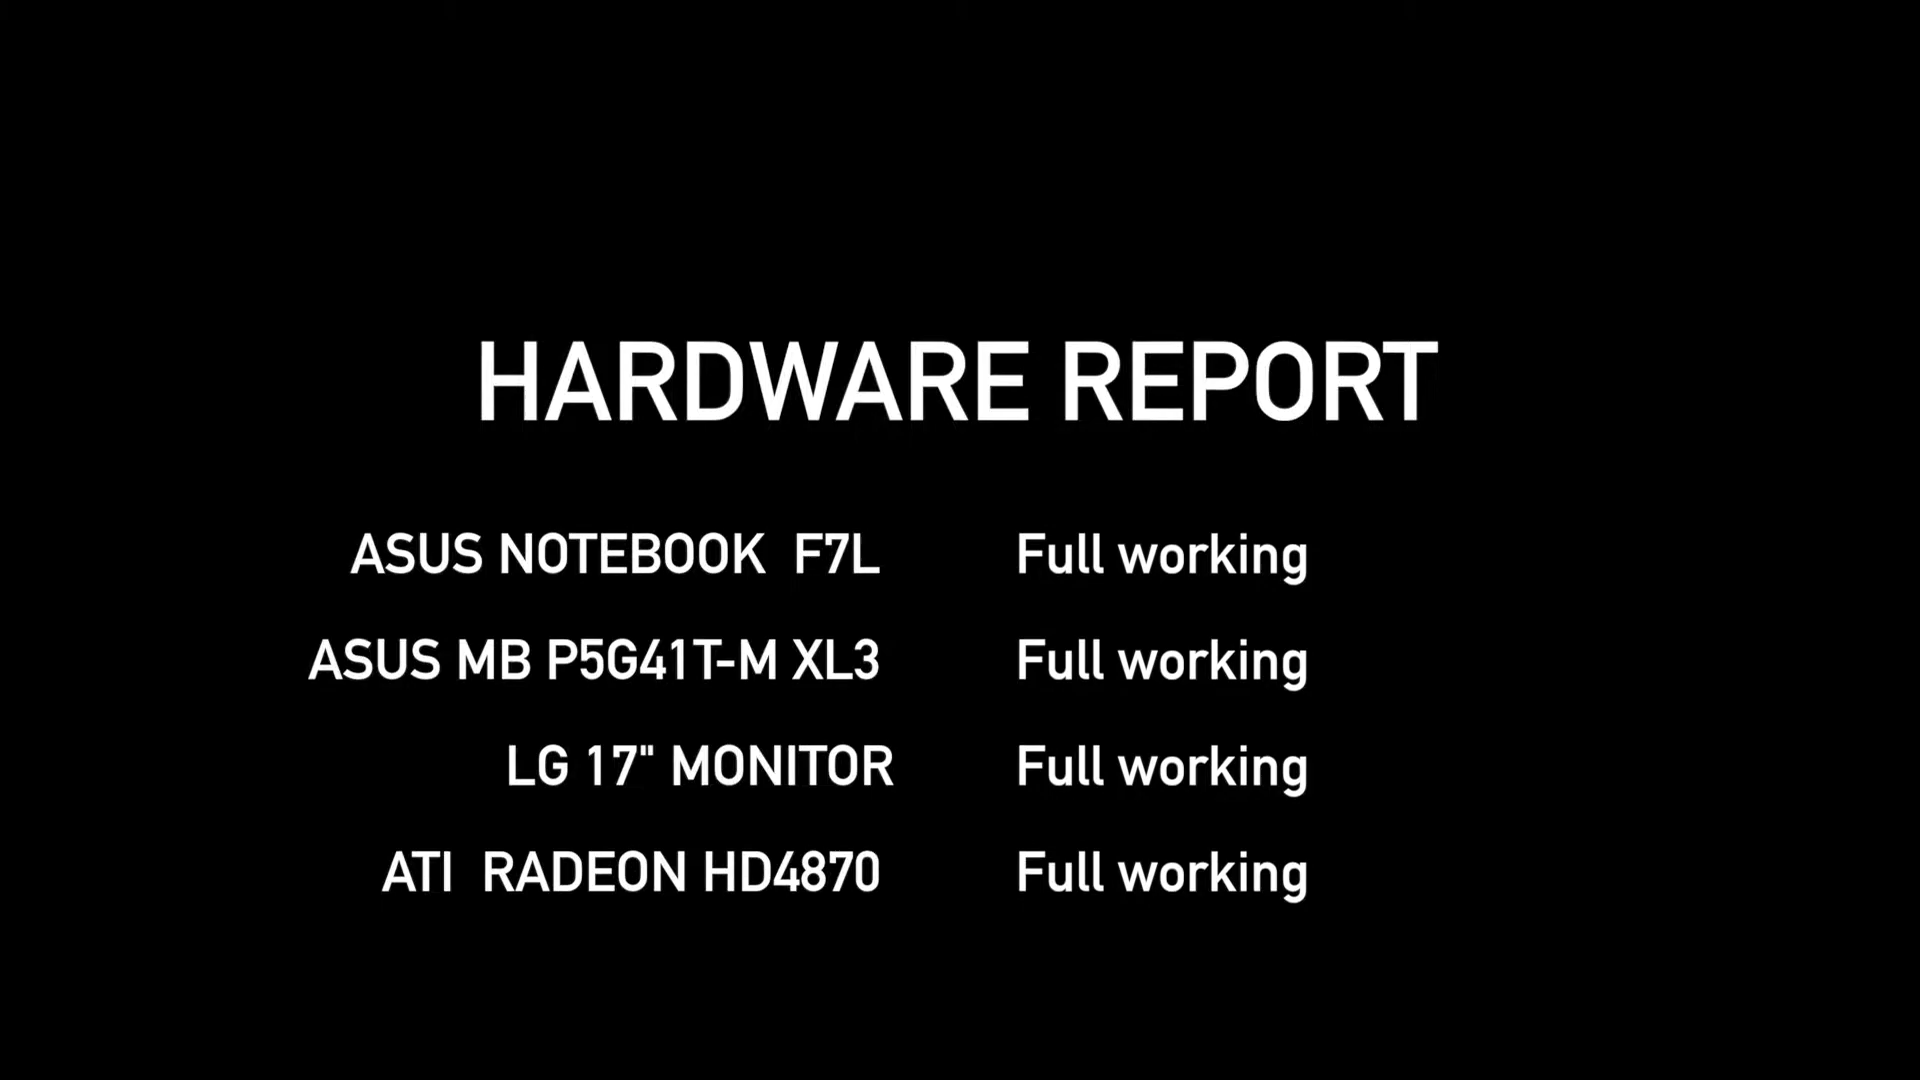 HARDWARE REPORT
ASUS NOTEBOOK  F7L Full working
ASUS MB P5G41T-M XL3 Full working
LG 17" MONITOR Full working
ATI  RADEON HD4870 Full working